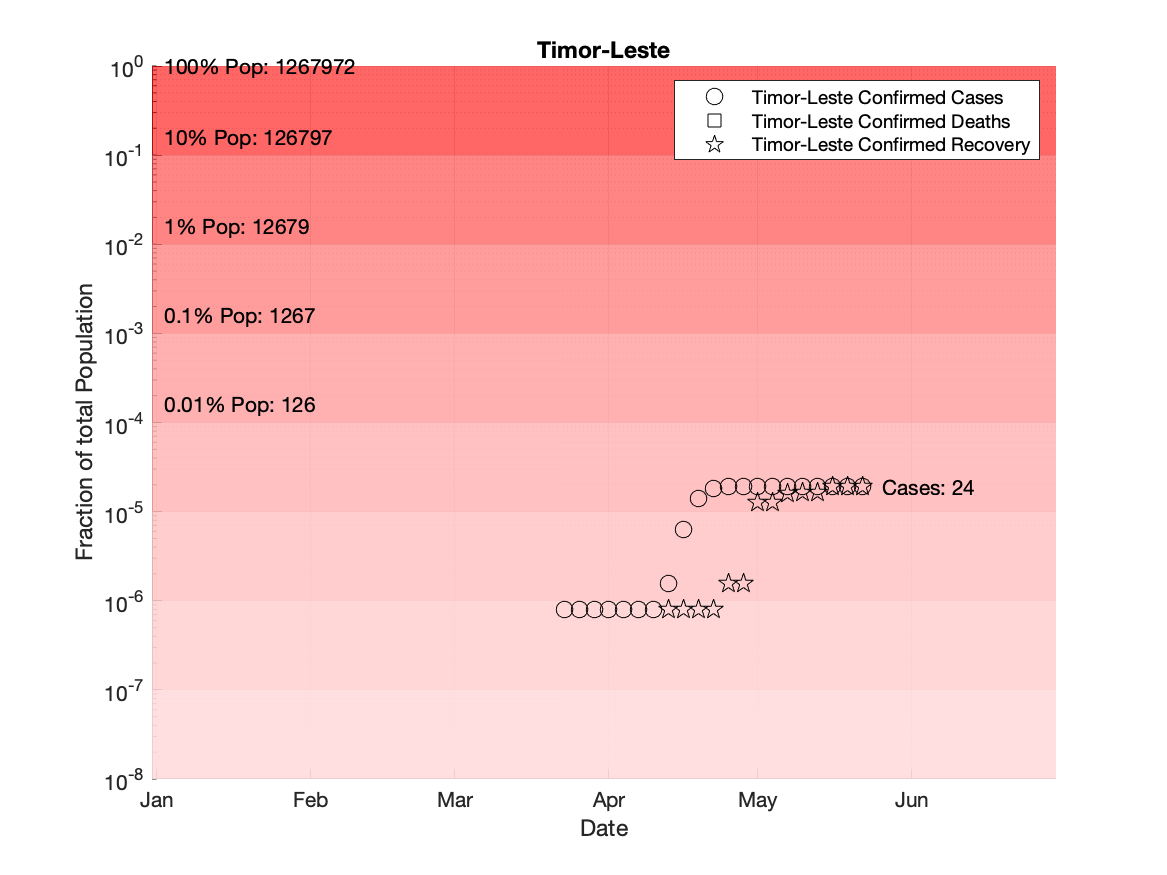 Timor-Leste
10^0
100% Pop: 1267972
Timor-Leste Confirmed Cases
Timor-Leste Confirmed Deaths
Timor-Leste Confirmed Recovery
10% Pop: 126797
10^-1
1% Pop: 12679
10^-2
0.1% Pop: 1267
10^-3
0.01% Pop: 126
10^-4
Cases: 24
10^-5
10^-6
10^-7
10^-8
Fraction of total Population
Jan Feb Mar Apr May Jun
Date